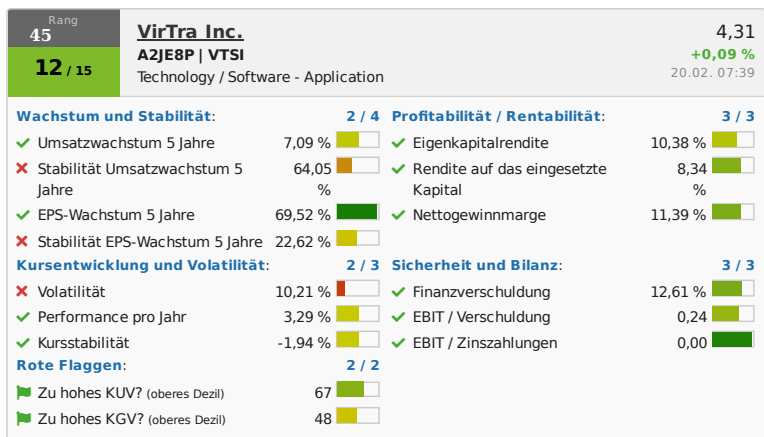 Rang
45
12 / 15
VirTra Inc.
A2JE8P | VTSI
Technology / Software - Application
4,31
+0,09 %
20.02. 07:39
Wachstum und Stabilität: 2 / 4
Umsatzwachstum 5 Jahre 7,09 %
Stabilität Umsatzwachstum 5 64,05
Jahre %
EPS-Wachstum 5 Jahre 69,52 %
Stabilität EPS-Wachstum 5 Jahre 22,62 %
Profitabilität / Rentabilität: 3 / 3
Eigenkapitalrendite 10,38 %
Rendite auf das eingesetzte 8,34
Kapital %
Nettogewinnmarge 11,39 %
Kursentwicklung und Volatilität: 2 / 3
Volatilität 10,21 %
Performance pro Jahr 3,29 %
Kursstabilität -1,94 %
Sicherheit und Bilanz: 3 / 3
Finanzverschuldung 12,61 %
EBIT / Verschuldung 0,24
EBIT / Zinszahlungen 0,00
Rote Flaggen: 2 / 2
Zu hohes KUV? (oberes Dezil) 67
Zu hohes KGV? (oberes Dezil) 48